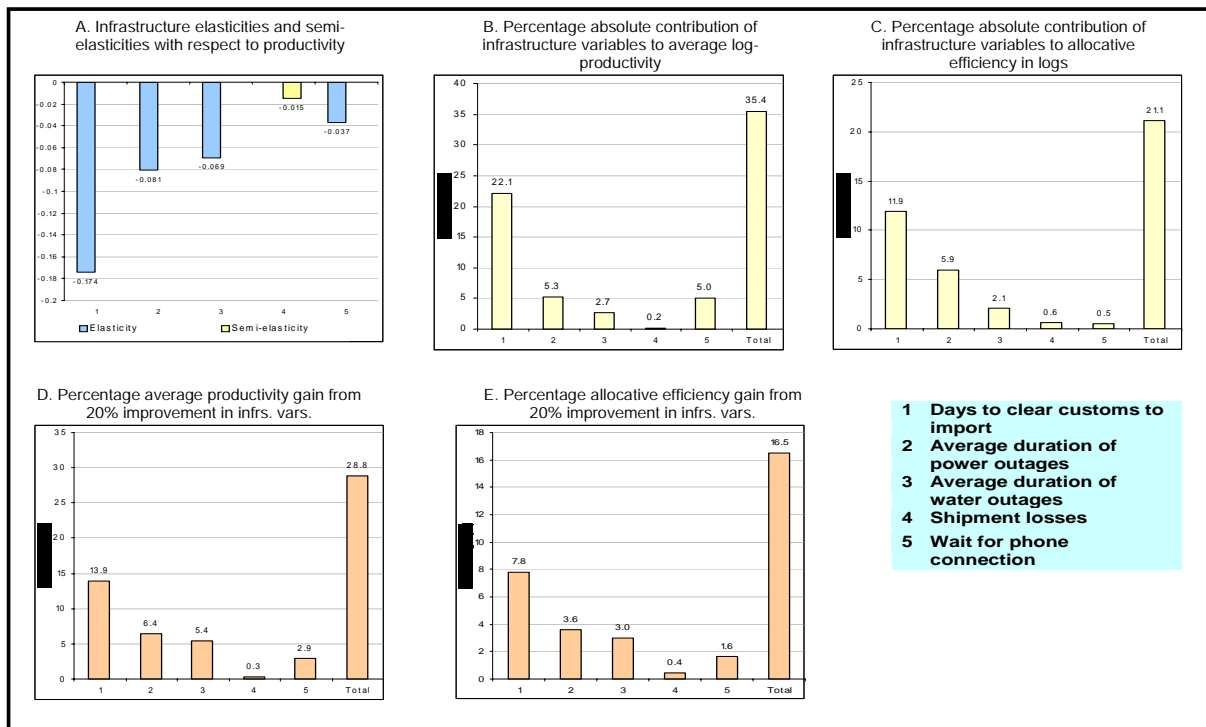 A. Infrastructure elasticities and semi-
elasticities with respect to productivity
0
-0.02
-0.04
-0.06
-0.08
-0.1
-0.12
-0.14
-0.16
-0.18
-0.2
-0.174
-0.081
-0.069
-0.015
-0.037
1 2 3 4 5
Elasticity Semi-elasticity
B. Percentage absolute contribution of
infrastructure variables to average log-
productivity
40
35
30
25
20
15
10
5
0
22.1
5.3
2.7
0.2
5.0
35.4
1 2 3 4 5 Total
C. Percentage absolute contribution of
infrastructure variables to allocative
efficiency in logs
25
20
15
10
5
0
11.9
5.9
2.1
0.6
0.5
21.1
1 2 3 4 5 Total
D. Percentage average productivity gain from
20% improvement in infrs. vars.
35
30
25
20
15
10
5
0
13.9
6.4
5.4
0.3
2.9
28.8
1 2 3 4 5 Total
E. Percentage allocative efficiency gain from
20% improvement in infrs. vars.
18
16
14
12
10
8
6
4
2
0
7.8
3.6
3.0
0.4
1.6
16.5
1 2 3 4 5 Total
1 Days to clear customs to
import
2 Average duration of
power outages
3 Average duration of
water outages
4 Shipment losses
5 Wait for phone
connection